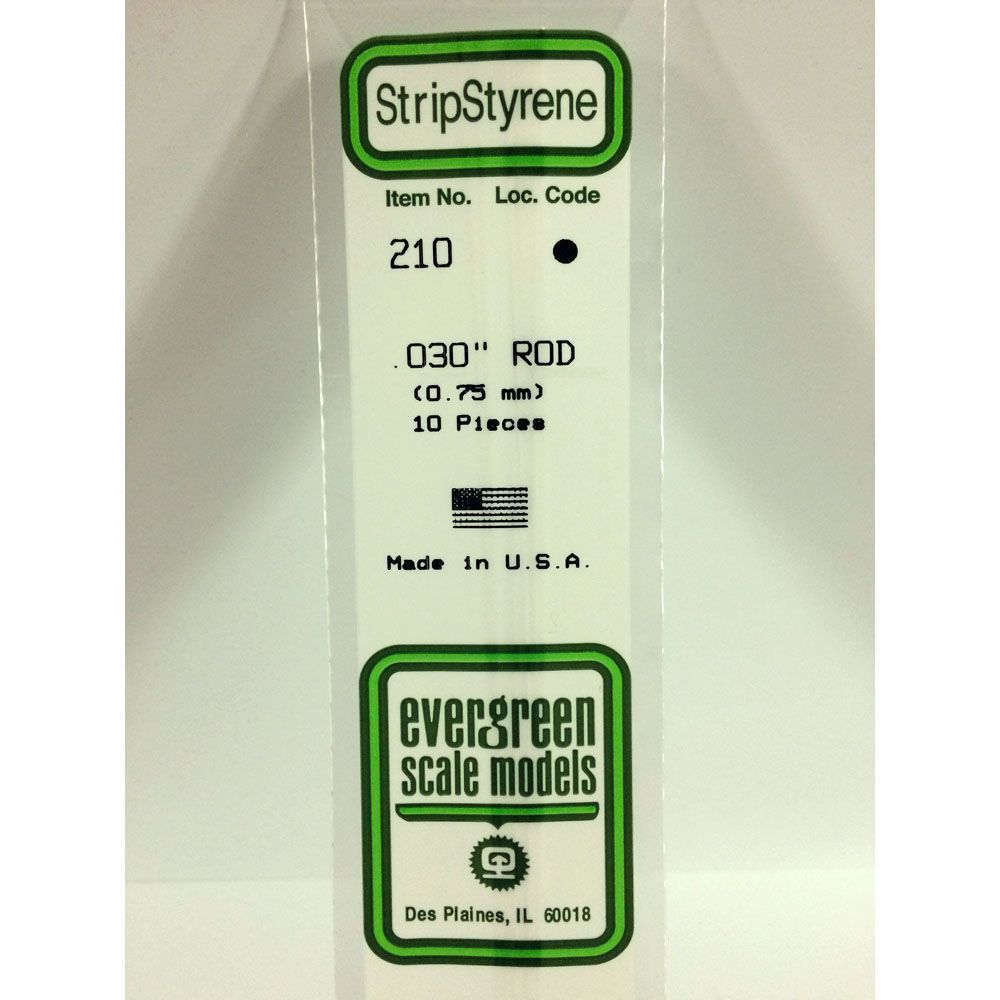 StripStyrene
Item No. Loc. Code
210 ●
.030" ROD
(0.75 mm)
10 Pieces
Made in U.S.A.
evergreen
scale models
Des Plaines, IL 60018